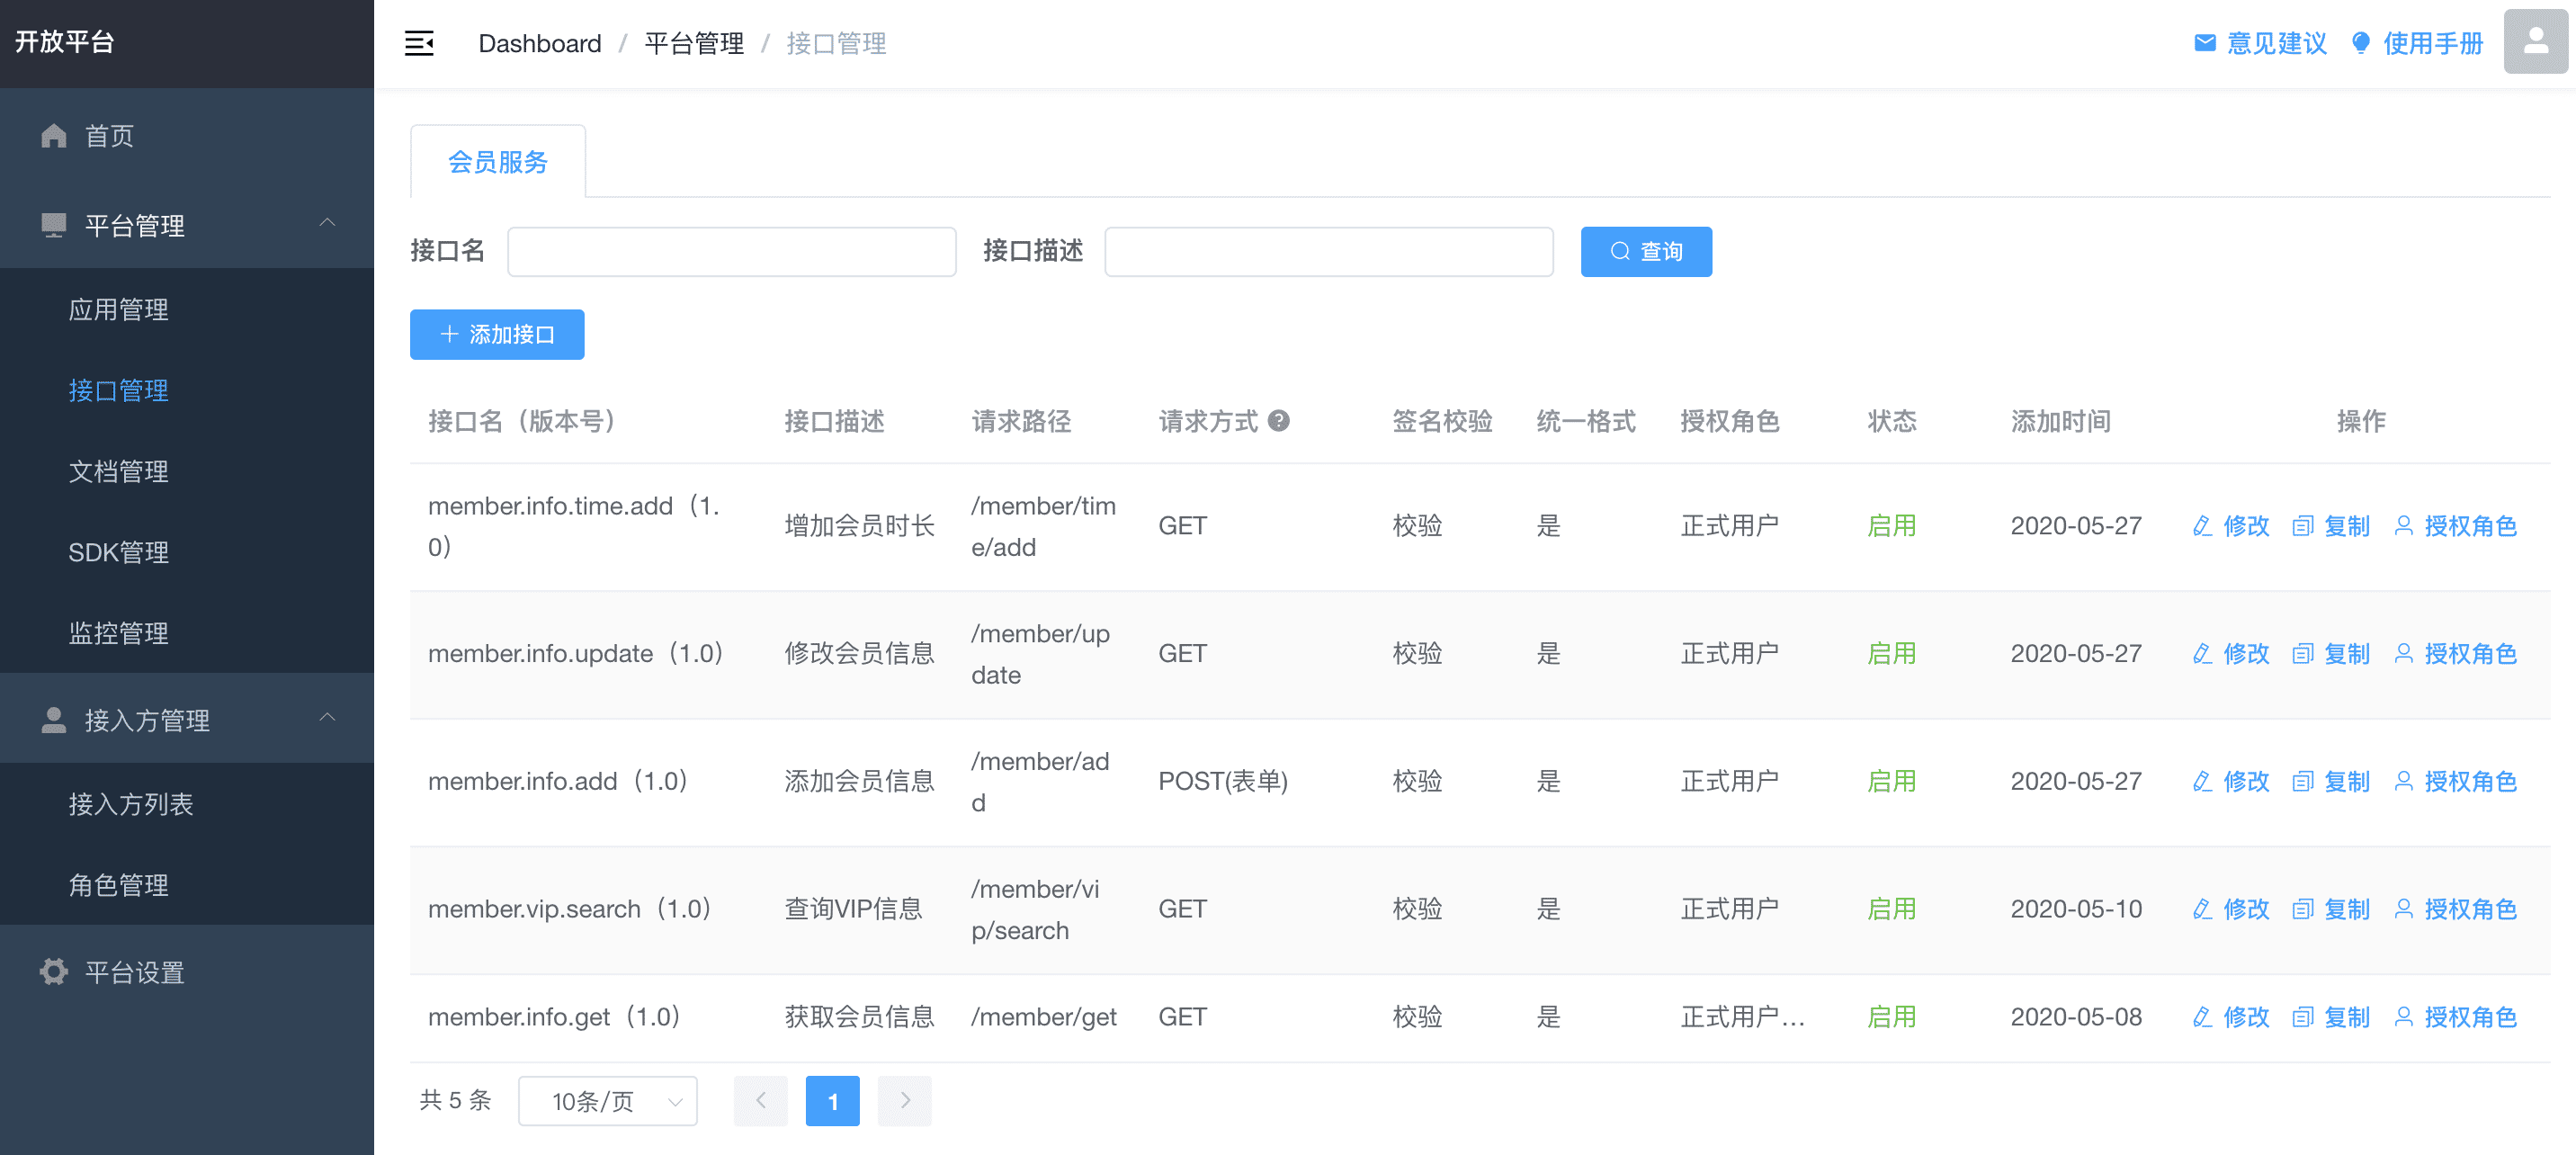 开放平台
Dashboard / 平台管理 / 接口管理
意见建议 使用手册
首页
平台管理
应用管理
接口管理
文档管理
SDK管理
监控管理
接入方管理
接入方列表
角色管理
平台设置
会员服务
接口名 接口描述 查询
添加接口
接口名（版本号） 接口描述 请求路径 请求方式 签名校验 统一格式 授权角色 状态 添加时间 操作
member.info.time.add（1.
0） 增加会员时长 /member/tim
e/add GET 校验 是 正式用户 启用 2020-05-27 修改 复制 授权角色
member.info.update（1.0） 修改会员信息 /member/up
date GET 校验 是 正式用户 启用 2020-05-27 修改 复制 授权角色
member.info.add（1.0） 添加会员信息 /member/ad
d POST(表单) 校验 是 正式用户 启用 2020-05-27 修改 复制 授权角色
member.vip.search（1.0） 查询VIP信息 /member/vi
p/search GET 校验 是 正式用户 启用 2020-05-10 修改 复制 授权角色
member.info.get（1.0） 获取会员信息 /member/get GET 校验 是 正式用户... 启用 2020-05-08 修改 复制 授权角色
共 5 条 10条/页 1